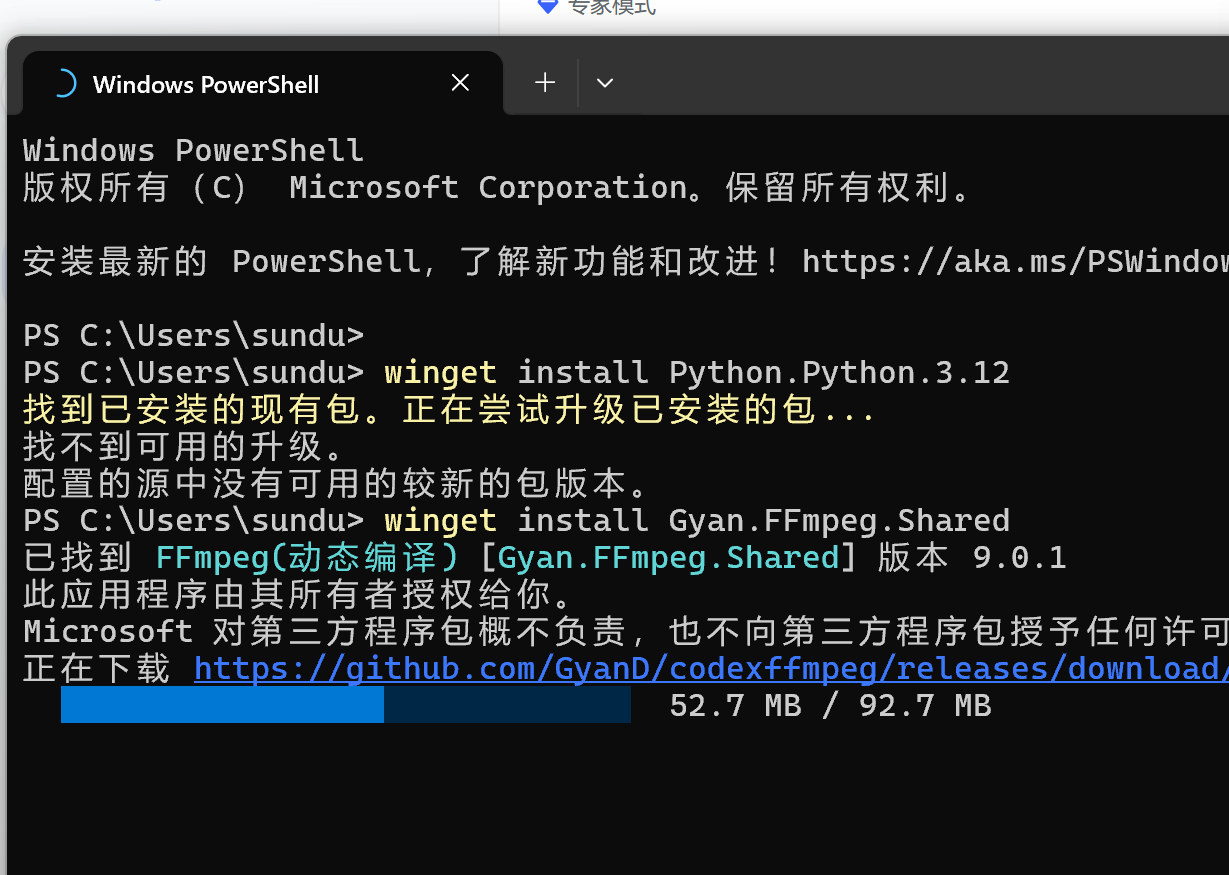 专家模式
Windows PowerShell
Windows PowerShell
版权所有 (C) Microsoft Corporation。保留所有权利。
安装最新的 PowerShell，了解新功能和改进！https://aka.ms/PSWindow
PS C:\Users\sundu>
PS C:\Users\sundu> winget install Python.Python.3.12
找到已安装的现有包。正在尝试升级已安装的包...
找不到可用的升级。
配置的源中没有可用的较新的包版本。
PS C:\Users\sundu> winget install Gyan.FFmpeg.Shared
已找到 FFmpeg(动态编译) [Gyan.FFmpeg.Shared] 版本 9.0.1
此应用程序由其所有者授权给你。
Microsoft 对第三方程序包概不负责，也不向第三方程序包授予任何许可
正在下载 https://github.com/GyanD/codexffmpeg/releases/download/
52.7 MB / 92.7 MB